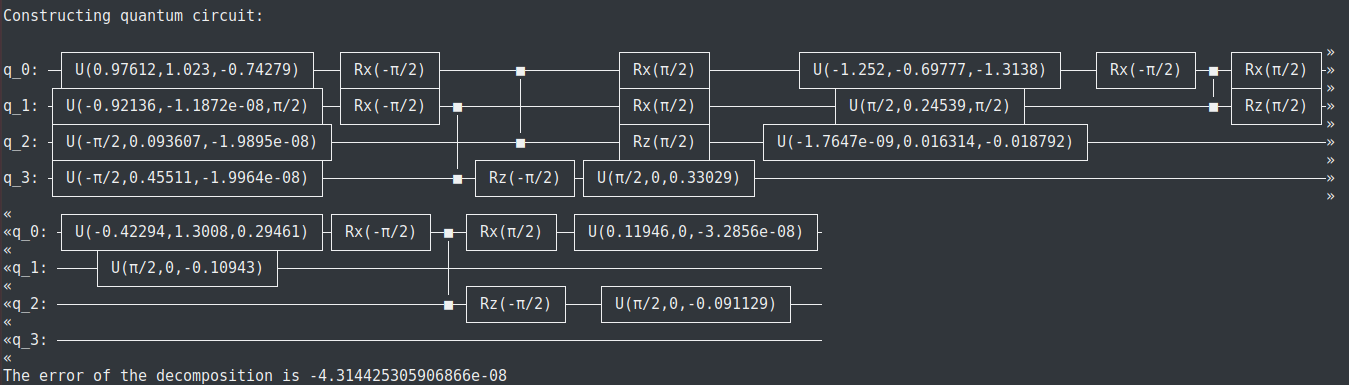 Constructing quantum circuit:
»
q_0: U(0.97612,1.023,-0.74279) Rx(-π/2) ■ Rx(π/2) U(-1.252,-0.69777,-1.3138) Rx(-π/2) ■ Rx(π/2) »
»
q_1: U(-0.92136,-1.1872e-08,π/2) Rx(-π/2) ■ Rx(π/2) U(π/2,0.24539,π/2) ■ Rz(π/2) »
»
q_2: U(-π/2,0.093607,-1.9895e-08) ■ Rz(π/2) U(-1.7647e-09,0.016314,-0.018792) »
»
q_3: U(-π/2,0.45511,-1.9964e-08) ■ Rz(-π/2) U(π/2,0,0.33029) »
»
«
«q_0: U(-0.42294,1.3008,0.29461) Rx(-π/2) ■ Rx(π/2) U(0.11946,0,-3.2856e-08)
«
«q_1: U(π/2,0,-0.10943)
«
«q_2: ■ Rz(-π/2) U(π/2,0,-0.091129)
«
«q_3:
«
The error of the decomposition is -4.314425305906866e-08